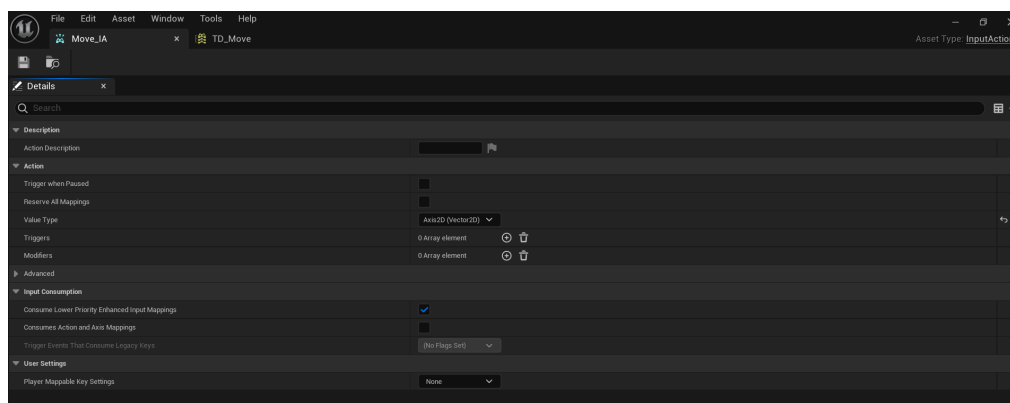 File Edit Asset Window Tools Help
Move_IA TD_Move Asset Type: InputAction
Details
Search
Description
Action Description
Action
Trigger when Paused
Reserve All Mappings
Value Type Axis2D (Vector2D)
Triggers 0 Array element
Modifiers 0 Array element
Advanced
Input Consumption
Consume Lower Priority Enhanced Input Mappings
Consumes Action and Axis Mappings
Trigger Events That Consume Legacy Keys (No Flags Set)
User Settings
Player Mappable Key Settings None